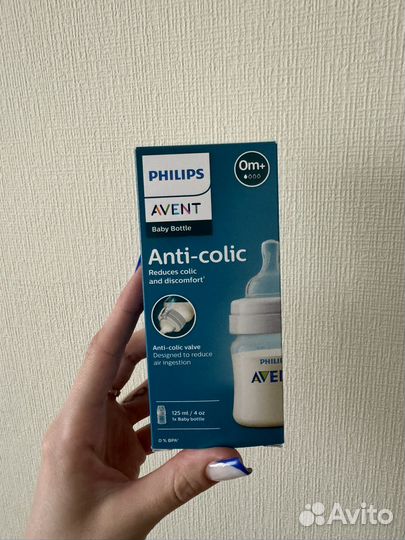 PHILIPS
0m+
AVENT
Baby Bottle
Anti-colic
Reduces colic
and discomfort*
Anti-colic valve
Designed to reduce
air ingestion
PHILIPS
AVENT
125 ml / 4 oz
1x Baby bottle
0% BPA*
Avito